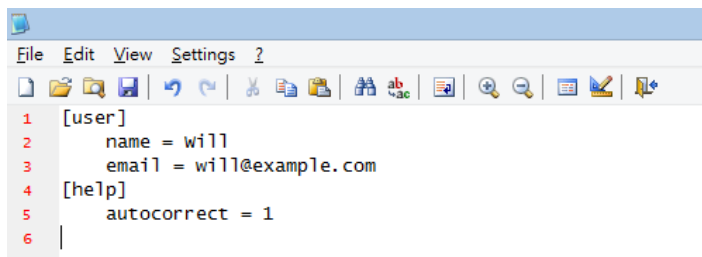 File Edit View Settings ?
1 [user]
2 name = Will
3 email = will@example.com
4 [help]
5 autocorrect = 1
6